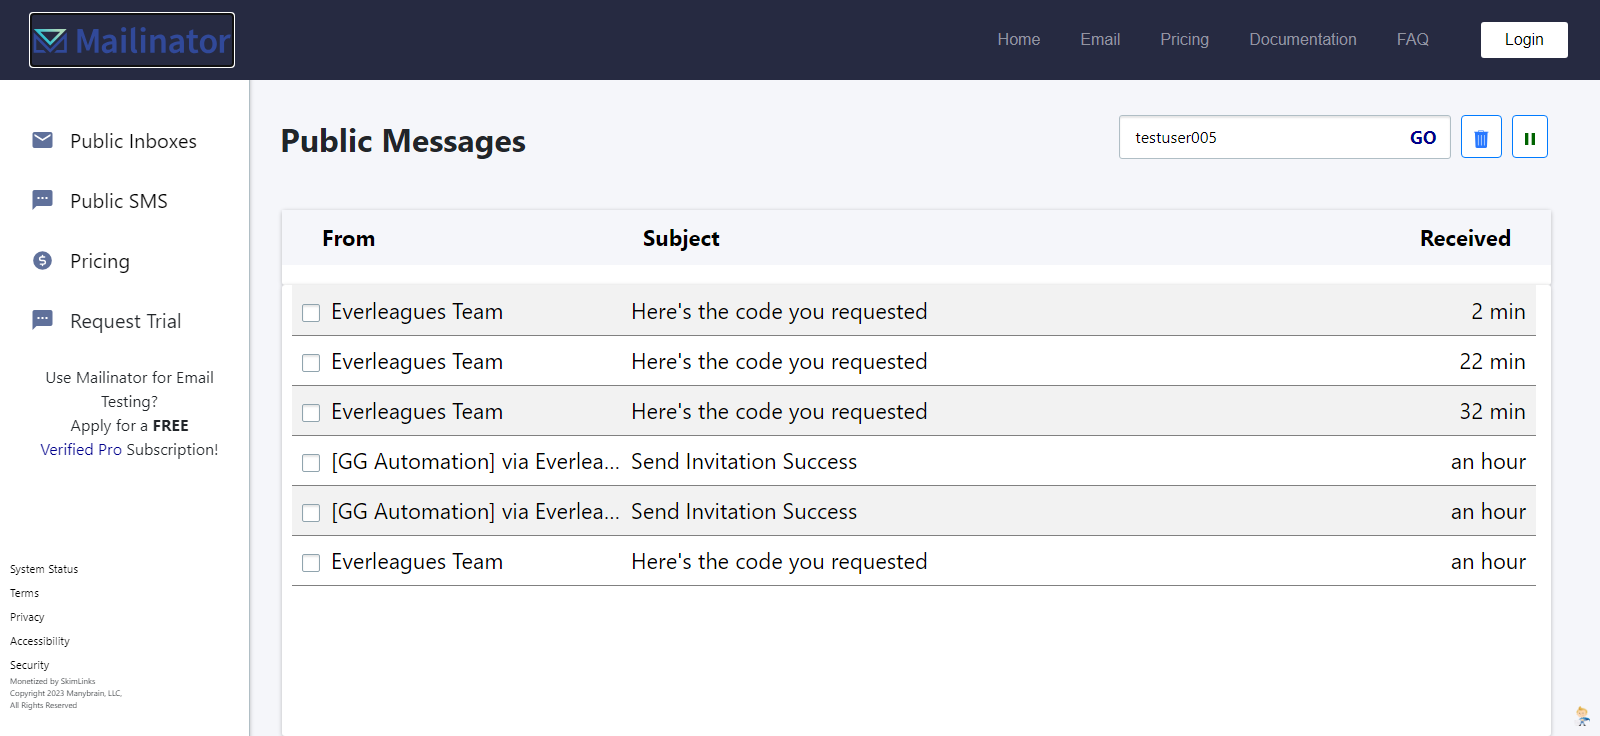 Mailinator
Home Email Pricing Documentation FAQ Login
Public Inboxes
Public SMS
Pricing
Request Trial
Use Mailinator for Email
Testing?
Apply for a FREE
Verified Pro Subscription!
System Status
Terms
Privacy
Accessibility
Security
Monetized by SkimLinks
Copyright 2023 Manybrain, LLC,
All Rights Reserved
Public Messages
testuser005 GO
From Subject Received
Everleagues Team Here's the code you requested 2 min
Everleagues Team Here's the code you requested 22 min
Everleagues Team Here's the code you requested 32 min
[GG Automation] via Everlea... Send Invitation Success an hour
[GG Automation] via Everlea... Send Invitation Success an hour
Everleagues Team Here's the code you requested an hour